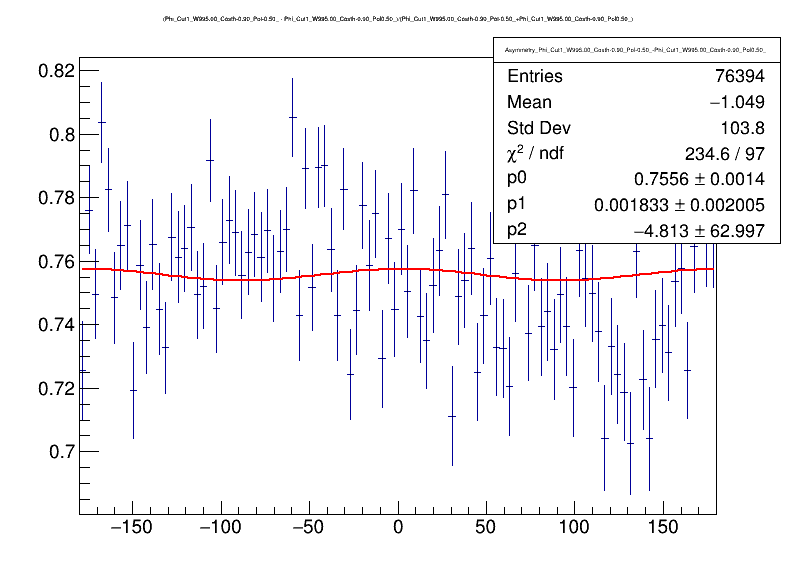 (Phi_Cut1_W995.00_Costh-0.90_Pol-0.50_ - Phi_Cut1_W995.00_Costh-0.90_Pol0.50_)/(Phi_Cut1_W995.00_Costh-0.90_Pol-0.50_+Phi_Cut1_W995.00_Costh-0.90_Pol0.50_)
Asymmetry_Phi_Cut1_W995.00_Costh-0.90_Pol-0.50_-Phi_Cut1_W995.00_Costh-0.90_Pol0.50_
Entries 76394
Mean −1.049
Std Dev 103.8
χ² / ndf 234.6 / 97
p0 0.7556 ± 0.0014
p1 0.001833 ± 0.002005
p2 −4.813 ± 62.997
0.82
0.8
0.78
0.76
0.74
0.72
0.7
−150 −100 −50 0 50 100 150